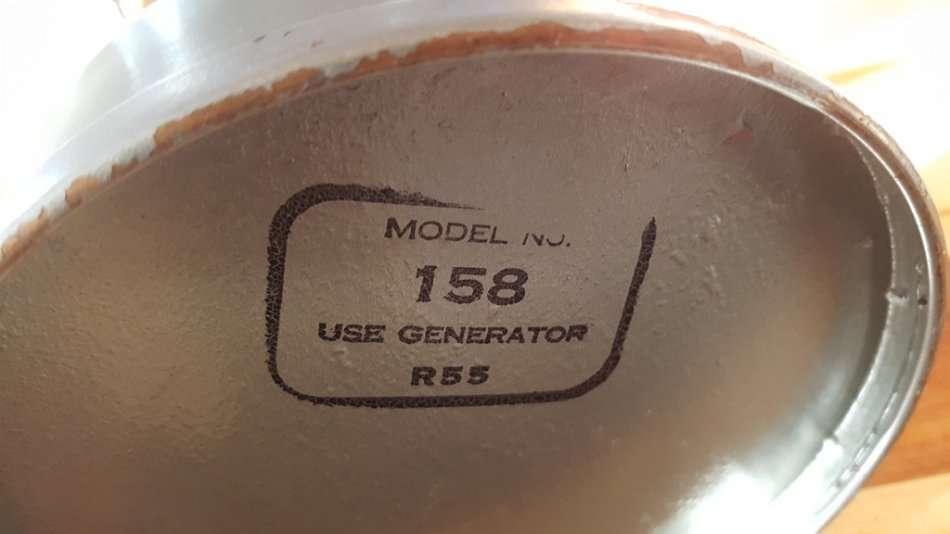 MODEL NO.
158
USE GENERATOR
R55